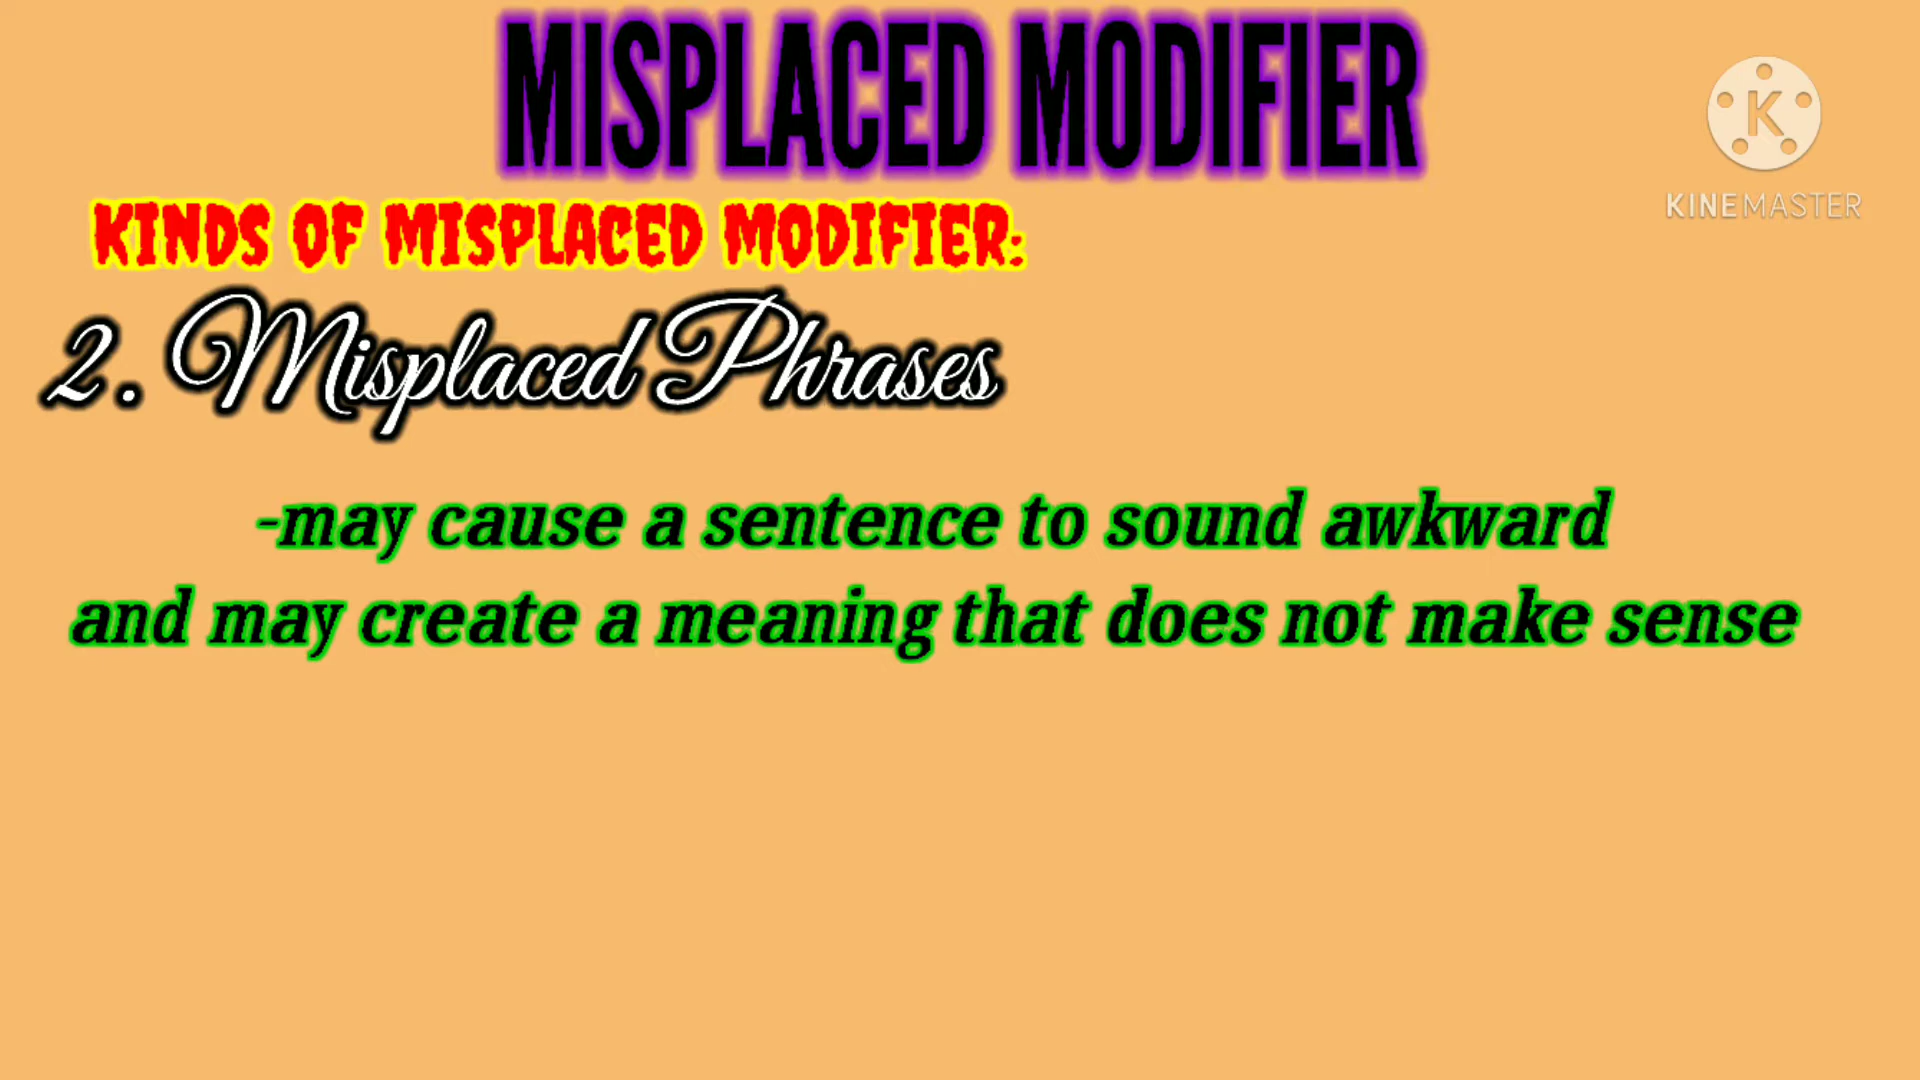 MISPLACED MODIFIER
K
KINEMASTER
KINDS OF MISPLACED MODIFIER:
2. Misplaced Phrases
-may cause a sentence to sound awkward
and may create a meaning that does not make sense